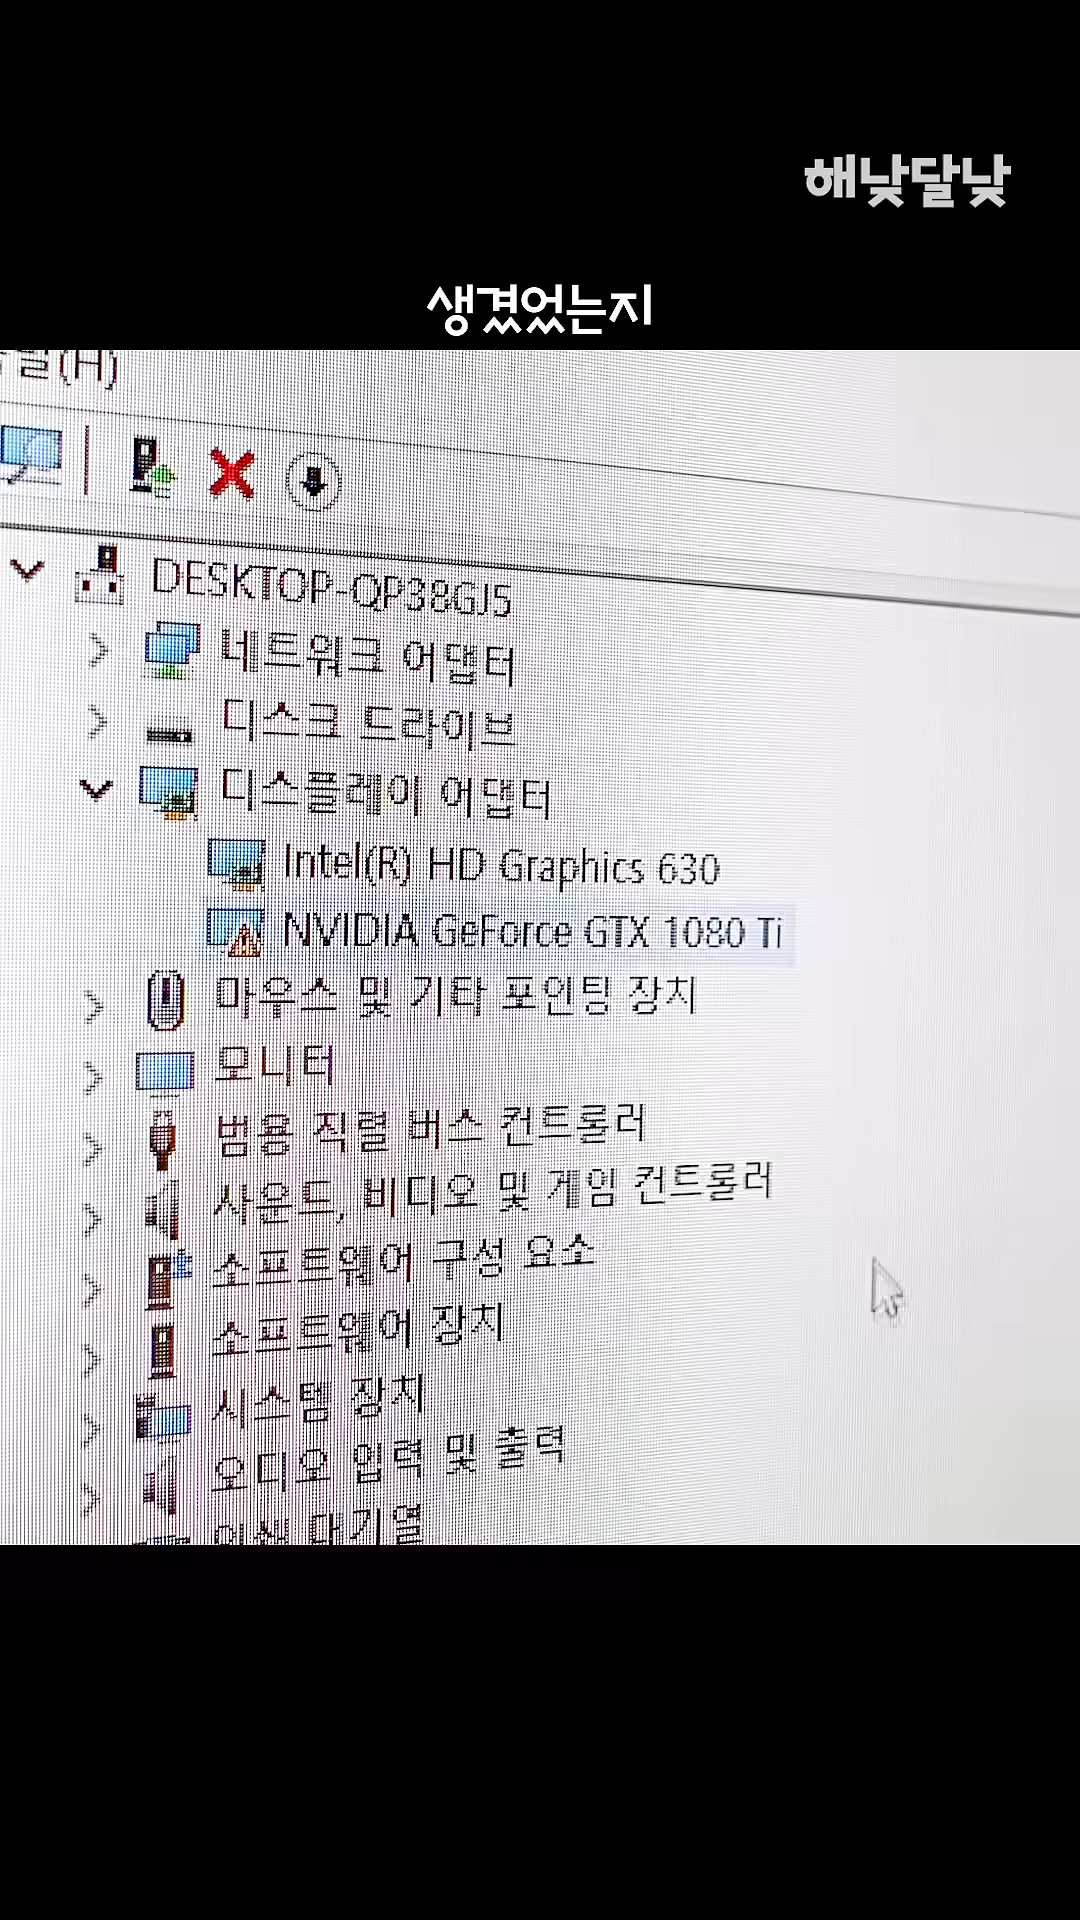 해낮달낮
생겼었는지
(H)
DESKTOP-QP38GJ5
네트워크 어댑터
디스크 드라이브
디스플레이 어댑터
Intel(R) HD Graphics 630
NVIDIA GeForce GTX 1080 Ti
마우스 및 기타 포인팅 장치
모니터
범용 직렬 버스 컨트롤러
사운드, 비디오 및 게임 컨트롤러
소프트웨어 구성 요소
소프트웨어 장치
시스템 장치
오디오 입력 및 출력